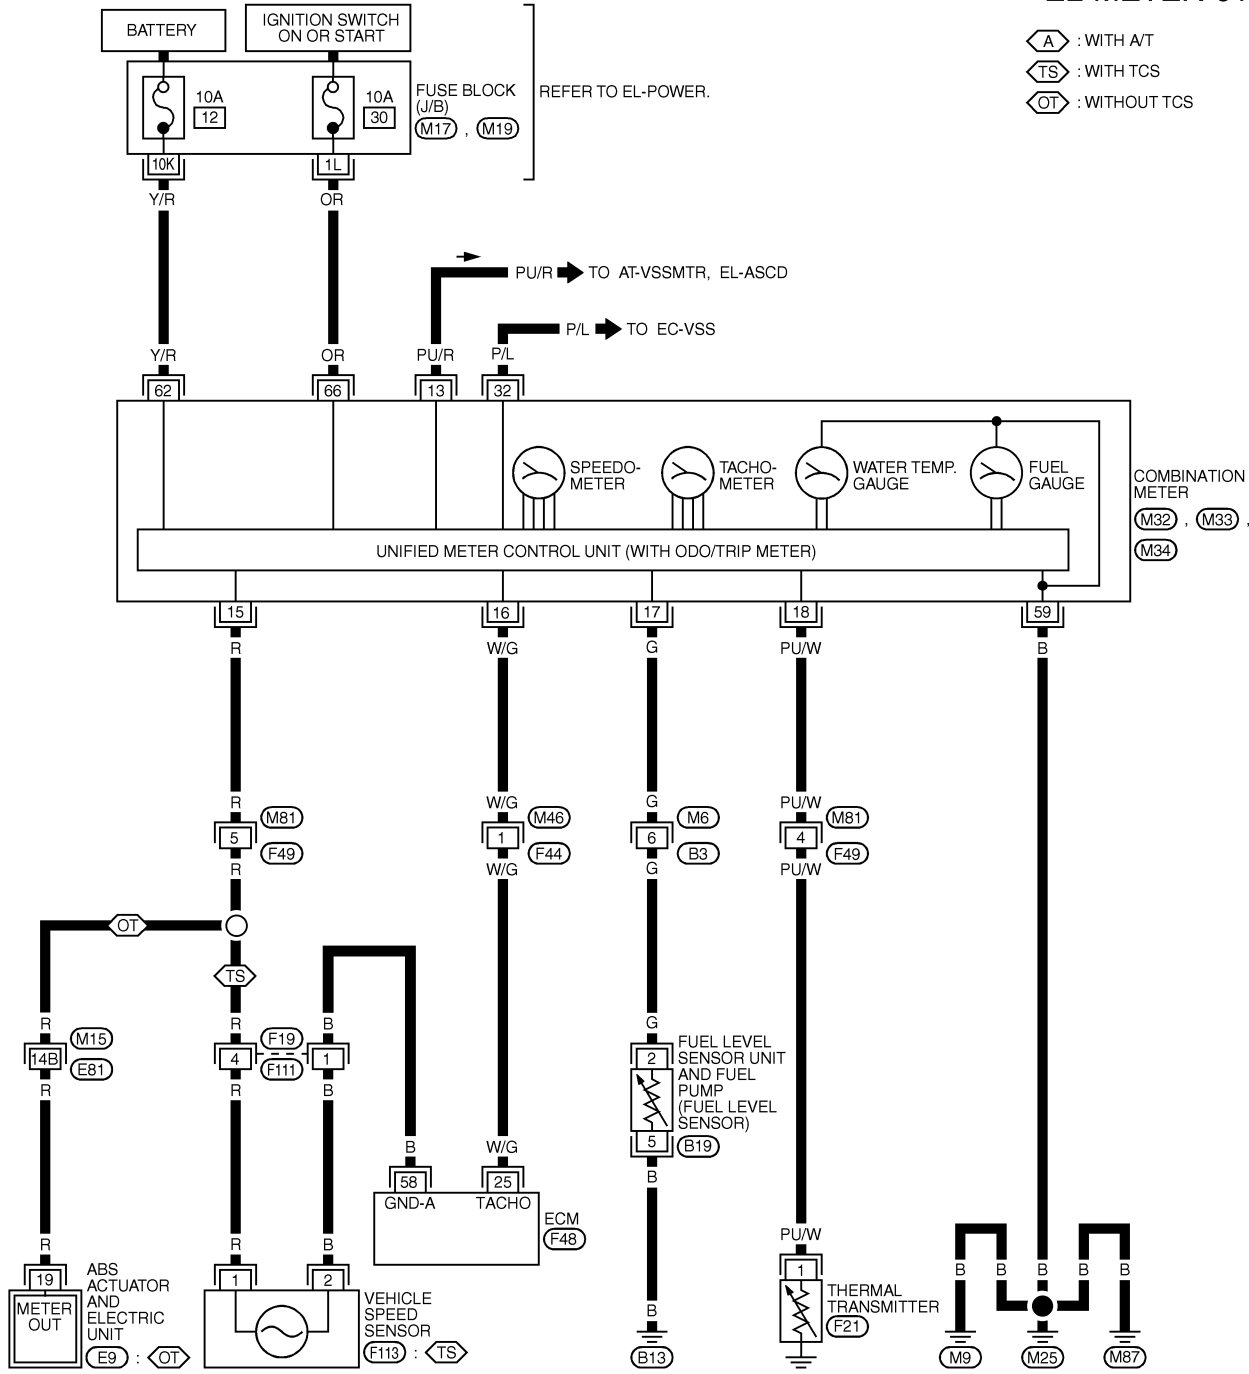 BATTERY
IGNITION SWITCH
ON OR START
A : WITH A/T
TS : WITH TCS
OT : WITHOUT TCS
10A
12
10A
30
FUSE BLOCK
(J/B)
M17 , M19
REFER TO EL-POWER.
10K
1L
Y/R
OR
PU/R
TO AT-VSSMTR, EL-ASCD
P/L
TO EC-VSS
Y/R
OR
PU/R
P/L
62
66
13
32
SPEEDO-
METER
TACHO-
METER
WATER TEMP.
GAUGE
FUEL
GAUGE
COMBINATION
METER
M32 , M33 ,
M34
UNIFIED METER CONTROL UNIT (WITH ODO/TRIP METER)
15
16
17
18
59
R
W/G
G
PU/W
B
R
W/G
G
PU/W
5
M81
F49
1
M46
F44
6
M6
B3
4
M81
F49
R
W/G
G
PU/W
OT
TS
R
R
B
G
14B
M15
E81
4
F19
F111
1
2
FUEL LEVEL
SENSOR UNIT
AND FUEL
PUMP
(FUEL LEVEL
SENSOR)
B19
5
R
R
B
B
W/G
B
58
25
GND-A
TACHO
ECM
F48
R
R
B
PU/W
B
B
B
B
B
B
19
METER
OUT
ABS
ACTUATOR
AND
ELECTRIC
UNIT
E9 : OT
1
2
VEHICLE
SPEED
SENSOR
F113 : TS
B13
1
THERMAL
TRANSMITTER
F21
M9
M25
M87